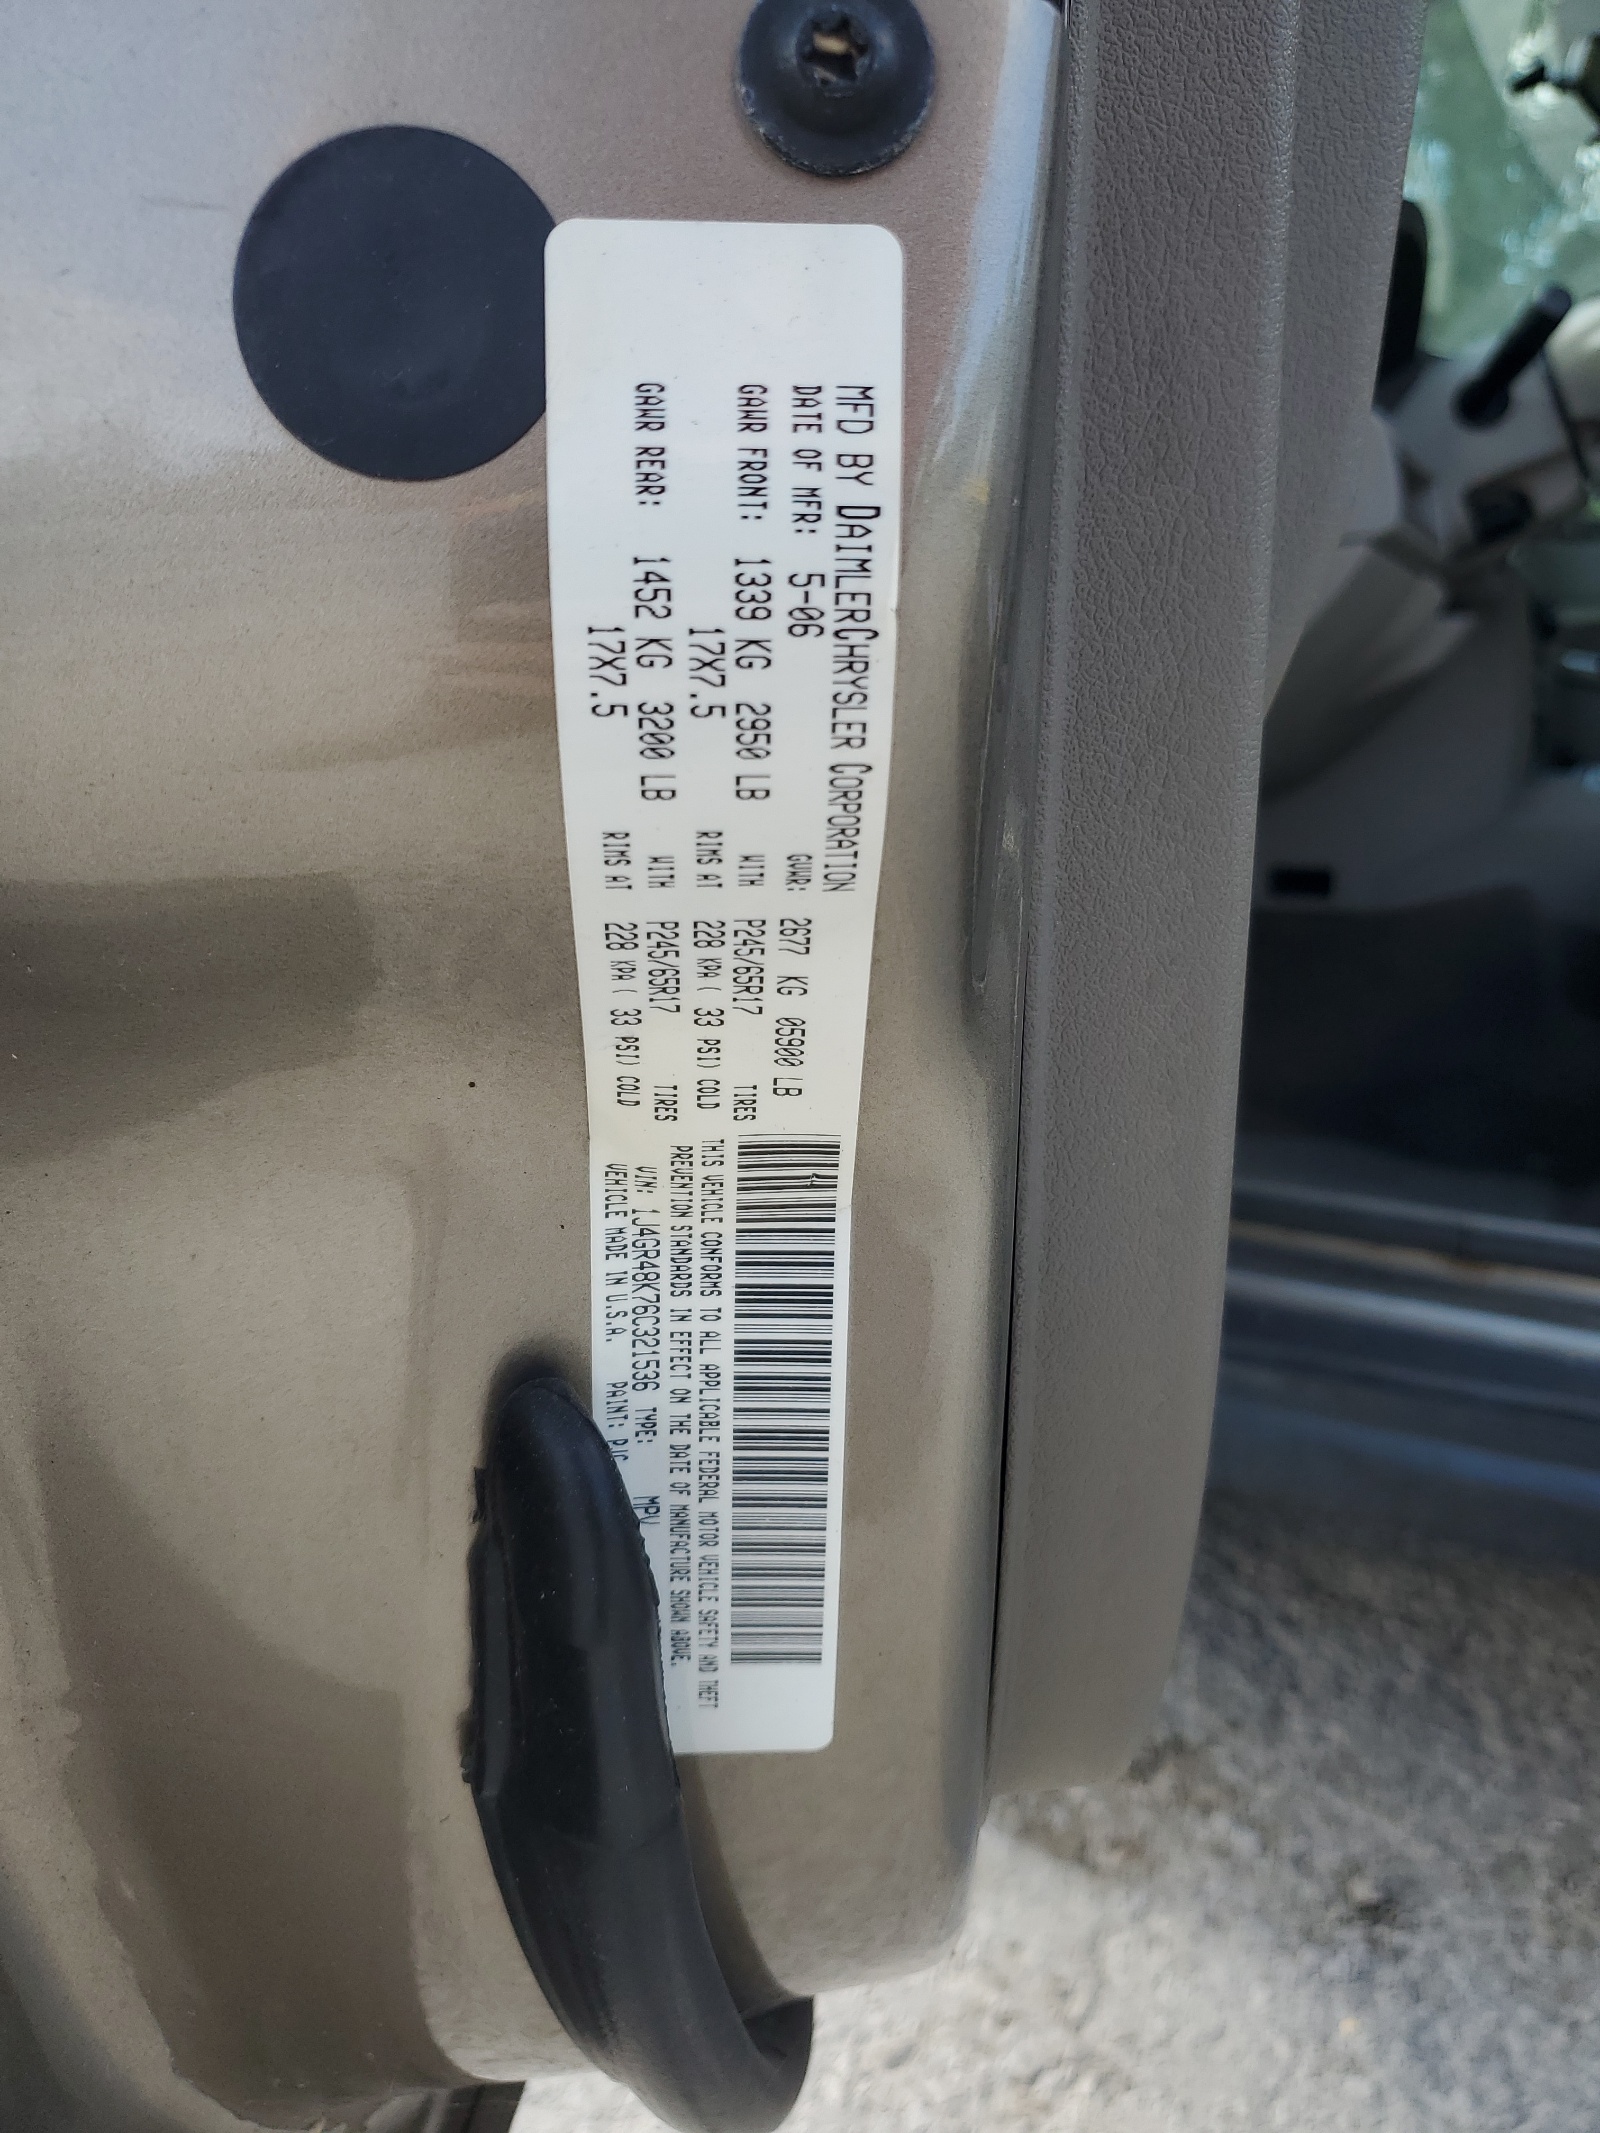 MFD BY DAIMLERCHRYSLER CORPORATION
DATE OF MFR: 5-06 GVWR: 2677 KG 05900 LB
GAWR FRONT: 1339 KG 2950 LB WITH P245/65R17 TIRES
17X7.5 RIMS AT 228 KPA ( 33 PSI) COLD
GAWR REAR: 1452 KG 3200 LB WITH P245/65R17 TIRES
17X7.5 RIMS AT 228 KPA ( 33 PSI) COLD
THIS VEHICLE CONFORMS TO ALL APPLICABLE FEDERAL MOTOR VEHICLE SAFETY AND THEFT
PREVENTION STANDARDS IN EFFECT ON THE DATE OF MANUFACTURE SHOWN ABOVE.
VIN: 1J4GR48K76C321536 TYPE: MPV
VEHICLE MADE IN U.S.A. PAINT: